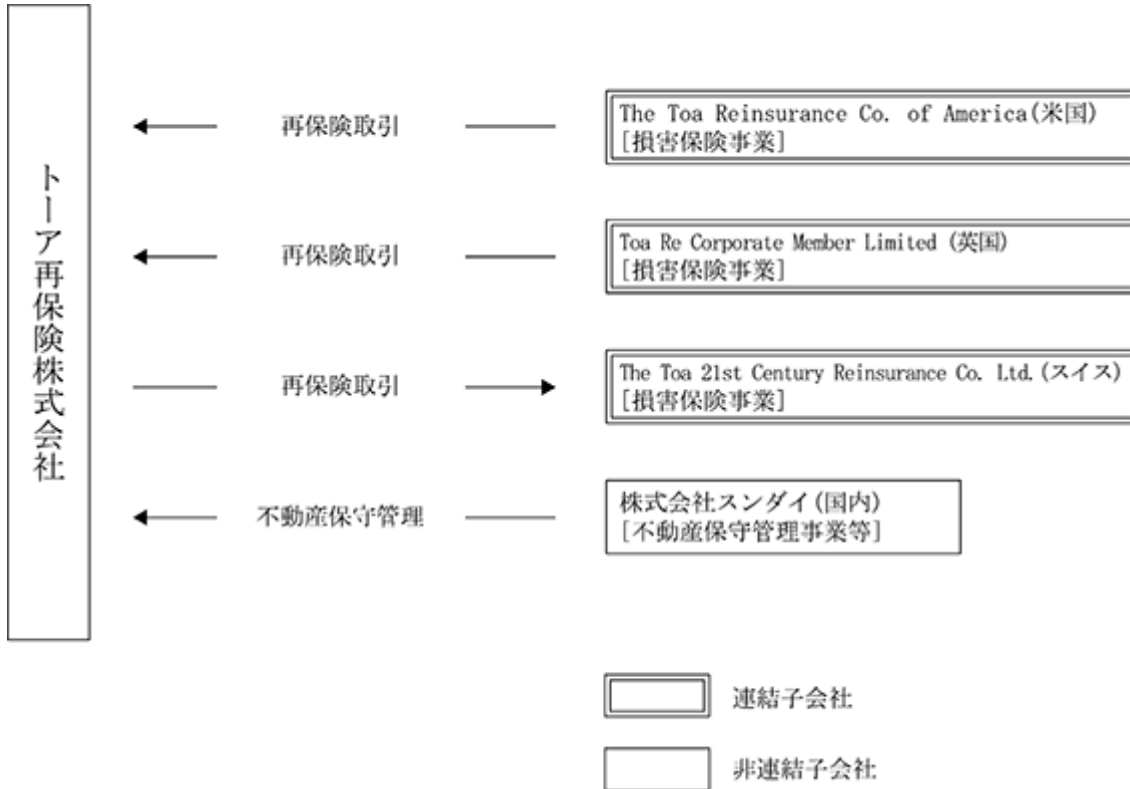 トーア再保険株式会社
再保険取引
The Toa Reinsurance Co. of America(米国)
[損害保険事業]
再保険取引
Toa Re Corporate Member Limited (英国)
[損害保険事業]
再保険取引
The Toa 21st Century Reinsurance Co. Ltd.(スイス)
[損害保険事業]
不動産保守管理
株式会社スンダイ(国内)
[不動産保守管理事業等]
連結子会社
非連結子会社